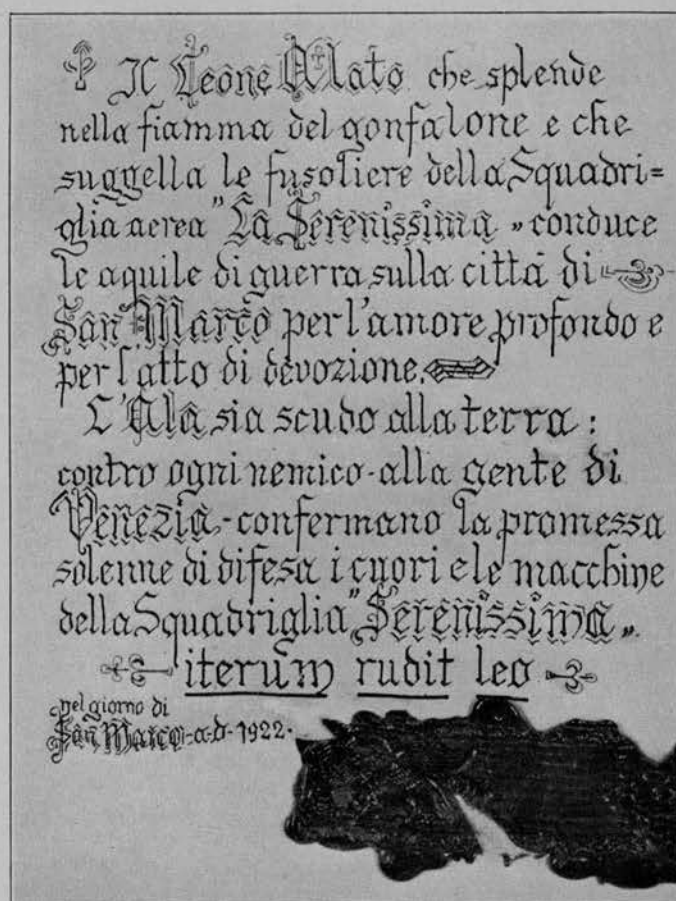 Il Leone Alato che splende
nella fiamma del gonfalone e che
suggella le fusoliere della Squadri=
glia aerea "La Serenissima" conduce
le aquile di guerra sulla città di
San Marco per l'amore profondo e
per l'atto di devozione.
L'Ala sia scudo alla terra:
contro ogni nemico - alla gente di
Venezia - confermano la promessa
solenne di difesa i cuori e le macchine
della Squadriglia "Serenissima".
iterum rudit leo
nel giorno di
San Marco - a.d. 1922.